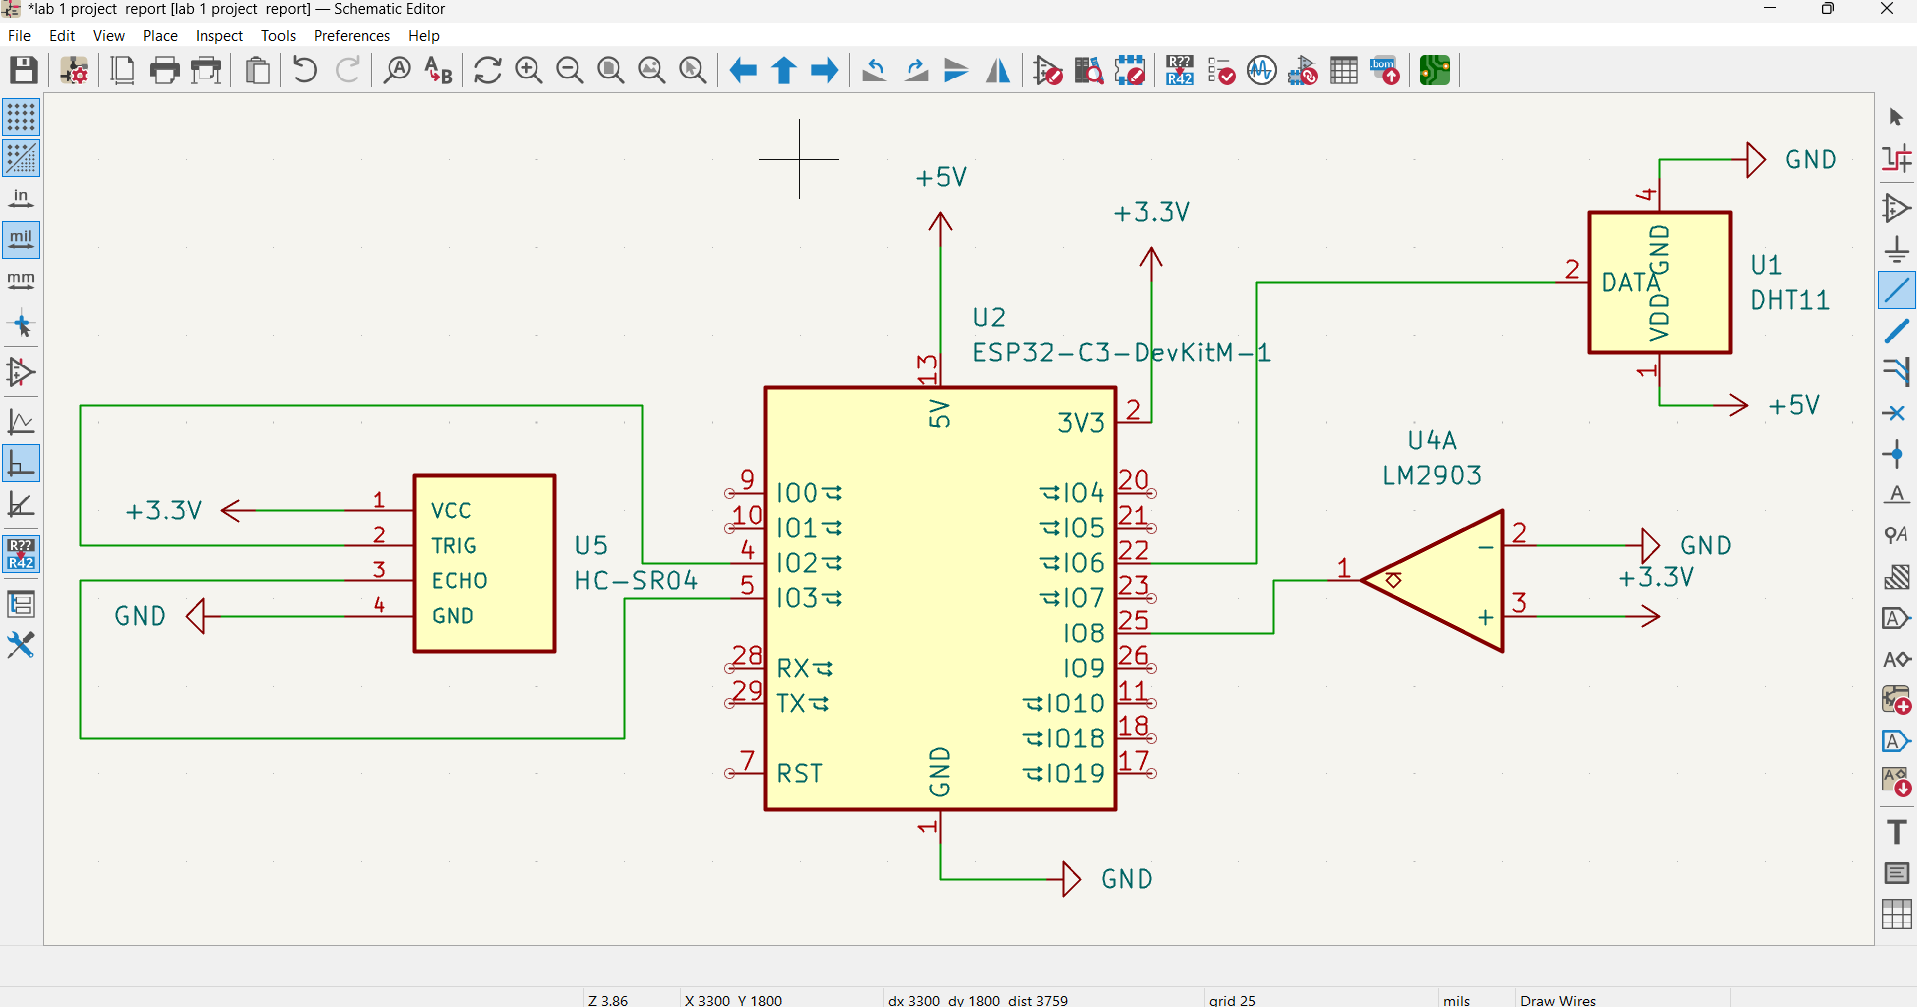 *lab 1 project  report [lab 1 project  report] — Schematic Editor
File Edit View Place Inspect Tools Preferences Help
in
mil
mm
R??
R42
+5V
+3.3V
GND
4
GND
2 DATA
VDD
1
U1
DHT11
+5V
U2
ESP32-C3-DevKitM-1
13
5V
3V3 2
9 IO0
10 IO1
4 IO2
5 IO3
28 RX
29 TX
7 RST
IO4 20
IO5 21
IO6 22
IO7 23
IO8 25
IO9 26
IO10 11
IO18 18
IO19 17
GND
1
GND
+3.3V 1 VCC
2 TRIG
3 ECHO
GND 4 GND
U5
HC-SR04
U4A
LM2903
1
- 2 GND
+ 3 +3.3V
Z 3.86 X 3300 Y 1800 dx 3300 dy 1800 dist 3759 grid 25 mils Draw Wires